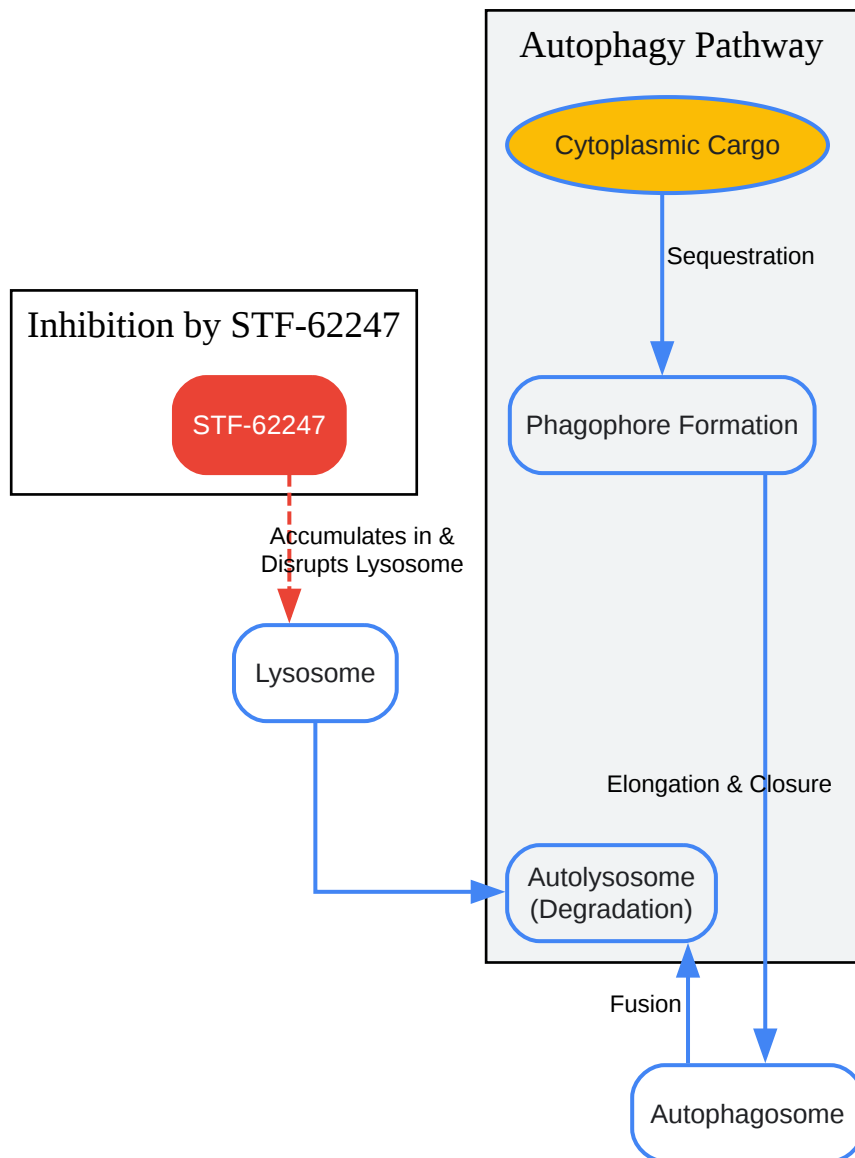 Autophagy Pathway
Cytoplasmic Cargo
Sequestration
Inhibition by STF-62247
STF-62247
Phagophore Formation
Accumulates in &
Disrupts Lysosome
Lysosome
Elongation & Closure
Autolysosome
(Degradation)
Fusion
Autophagosome